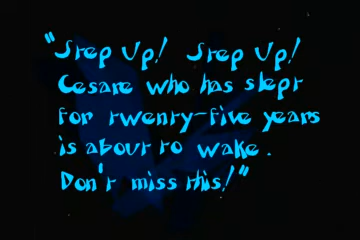 "Step Up! Step Up!
Cesare who has slept
for twenty-five years
is about to wake.
Don't miss this!"